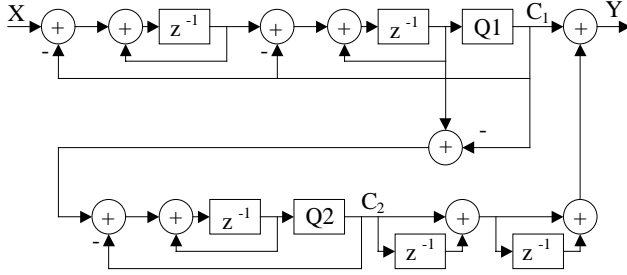 X + + z⁻¹ + + z⁻¹ Q1 C₁ + Y
- -
+ -
+ + z⁻¹ Q2 C₂ + +
- z⁻¹ z⁻¹